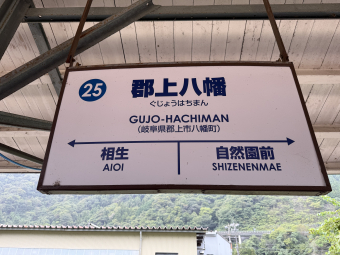 25
郡上八幡
ぐじょうはちまん
GUJO-HACHIMAN
(岐阜県郡上市八幡町)
相生 自然園前
AIOI SHIZENENMAE